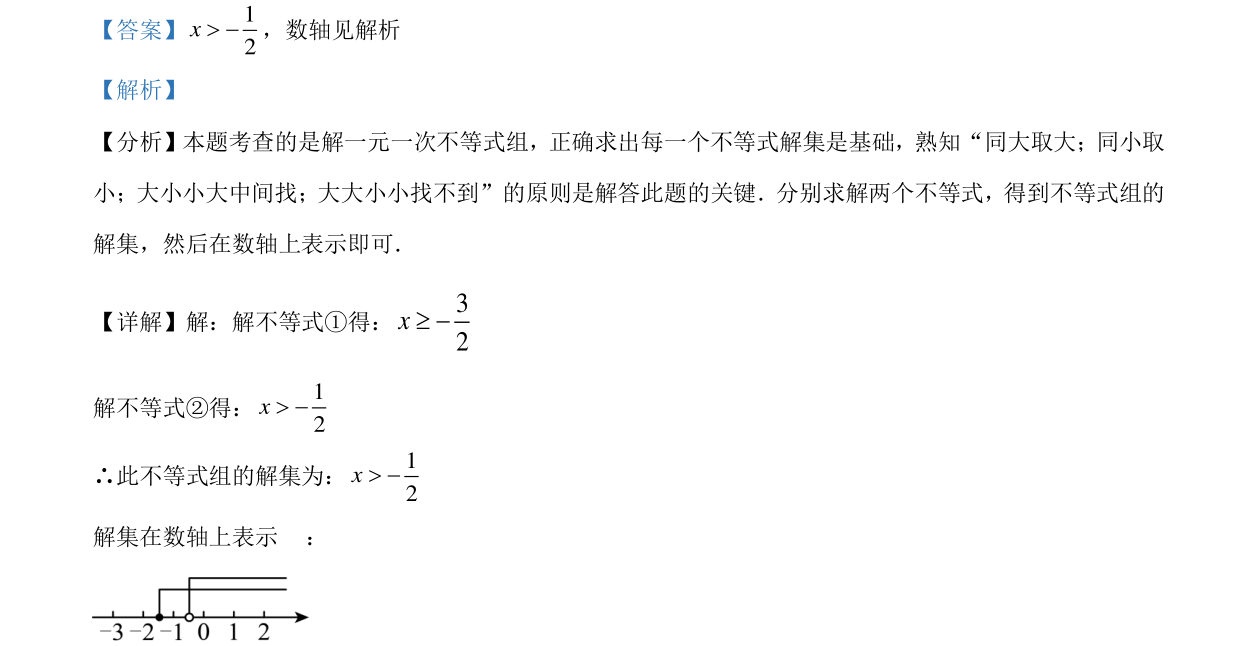 【答案】x > -1/2，数轴见解析
【解析】
【分析】本题考查的是解一元一次不等式组，正确求出每一个不等式解集是基础，熟知“同大取大；同小取
小；大小小大中间找；大大小小找不到”的原则是解答此题的关键．分别求解两个不等式，得到不等式组的
解集，然后在数轴上表示即可．
【详解】解：解不等式①得：x ≥ -3/2
解不等式②得：x > -1/2
∴此不等式组的解集为：x > -1/2
解集在数轴上表示 ：
-3 -2 -1 0 1 2